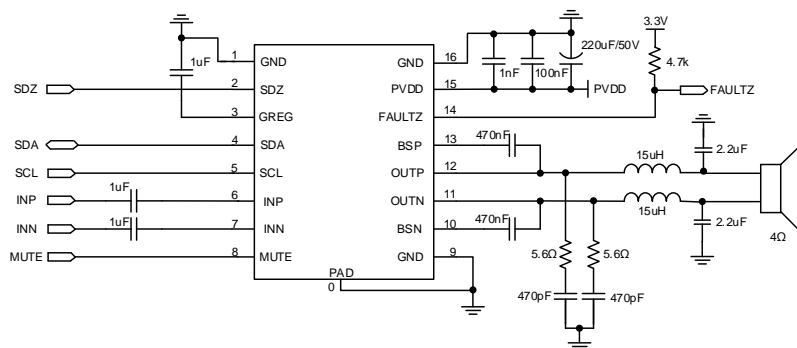 1uF
1
GND
SDZ
2
SDZ
3
GREG
SDA
4
SDA
SCL
5
SCL
INP
1uF
6
INP
INN
1uF
7
INN
MUTE
8
MUTE
PAD
0
GND
16
PVDD
15
FAULTZ
14
BSP
13
OUTP
12
OUTN
11
BSN
10
GND
9
1nF
100nF
220uF/50V
PVDD
3.3V
4.7k
FAULTZ
470nF
470nF
15uH
15uH
2.2uF
2.2uF
4Ω
5.6Ω
5.6Ω
470pF
470pF